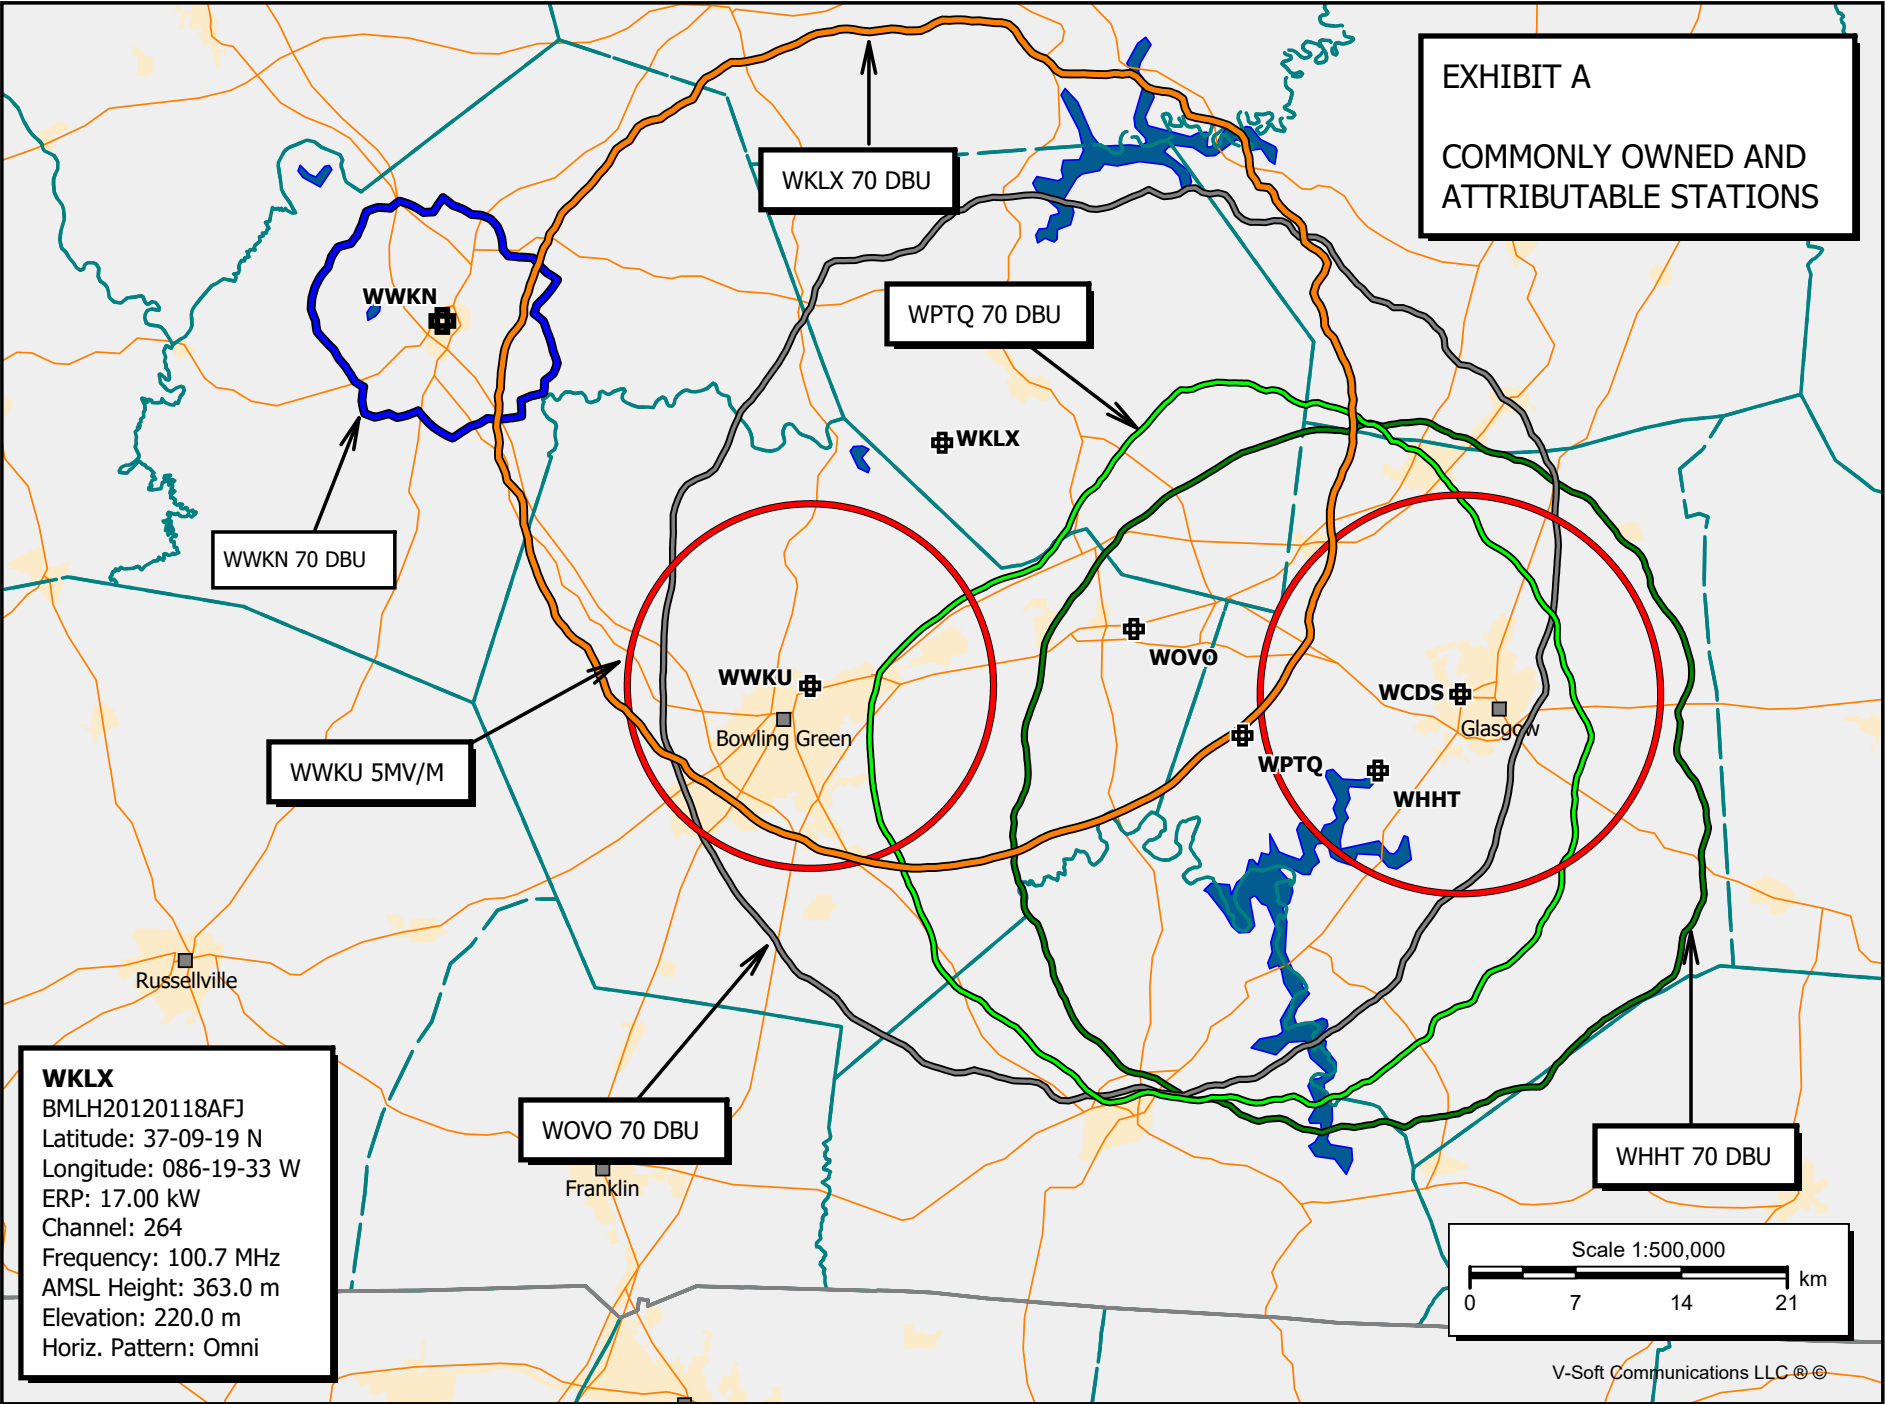 EXHIBIT A
COMMONLY OWNED AND
ATTRIBUTABLE STATIONS
WKLX 70 DBU
WWKN
WPTQ 70 DBU
WKLX
WWKN 70 DBU
WOVO
WWKU
WCDS
Glasgow
Bowling Green
WPTQ
WWKU 5MV/M
WHHT
Russellville
WKLX
BMLH20120118AFJ
Latitude: 37-09-19 N
Longitude: 086-19-33 W
ERP: 17.00 kW
Channel: 264
Frequency: 100.7 MHz
AMSL Height: 363.0 m
Elevation: 220.0 m
Horiz. Pattern: Omni
WOVO 70 DBU
Franklin
WHHT 70 DBU
Scale 1:500,000
km
0 7 14 21
V-Soft Communications LLC ® ©